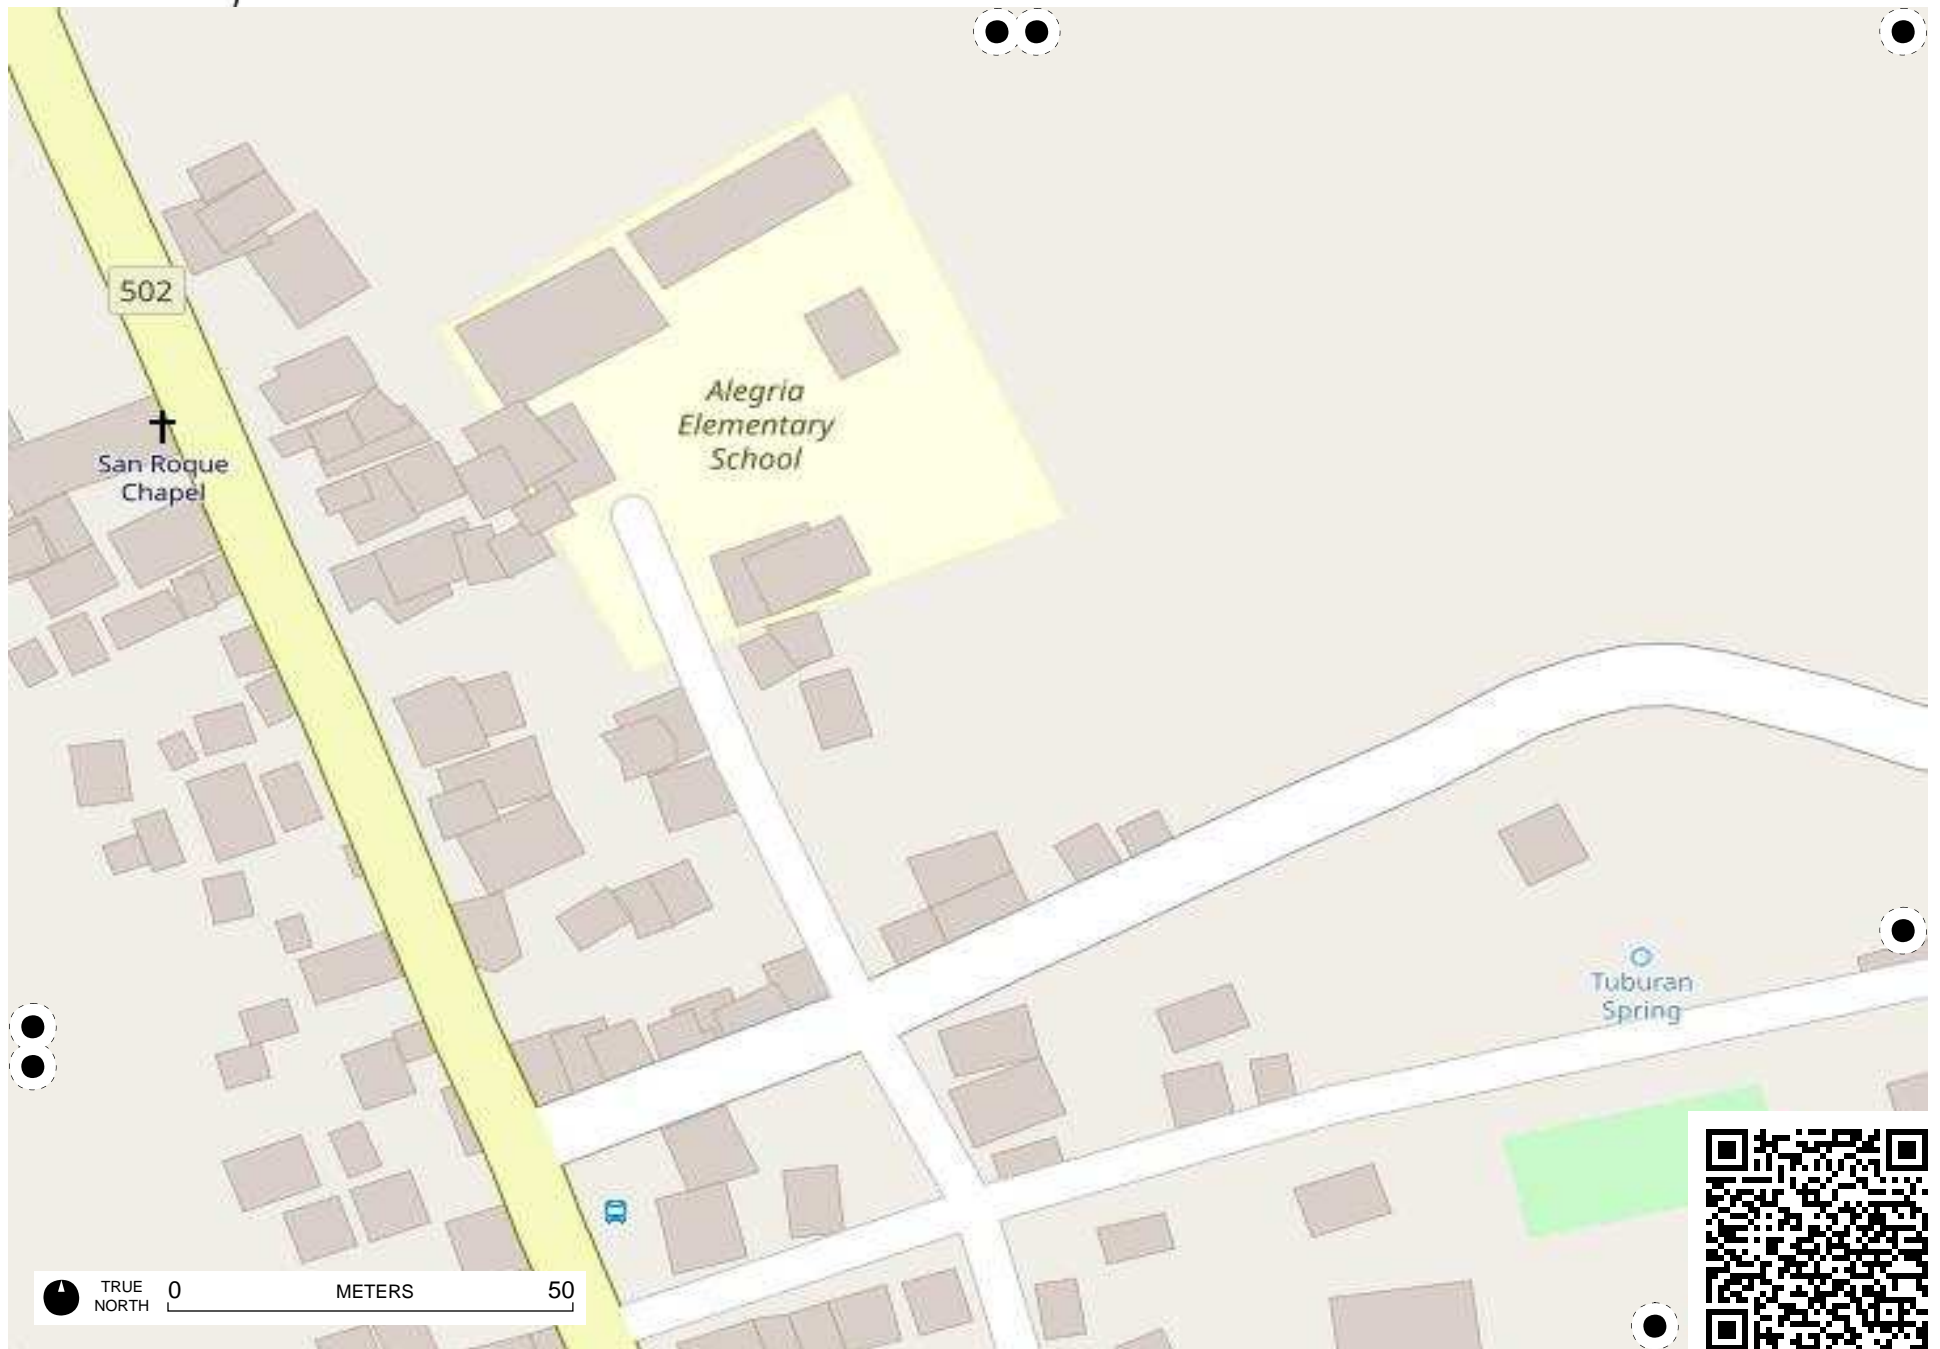 502
Alegria
Elementary
School
San Roque
Chapel
Tuburan
Spring
TRUE
NORTH
0
METERS
50